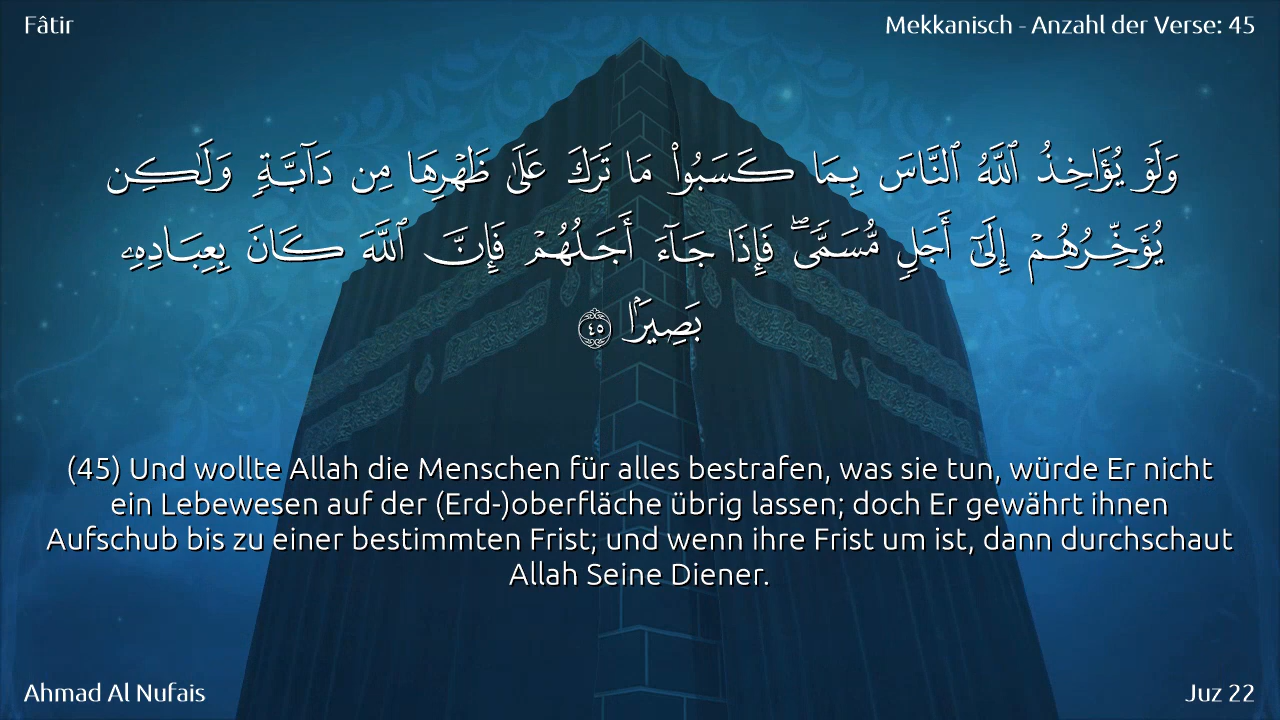 Fâtir
Mekkanisch - Anzahl der Verse: 45
وَلَوْ يُؤَاخِذُ ٱللَّهُ ٱلنَّاسَ بِمَا كَسَبُوا۟ مَا تَرَكَ عَلَىٰ ظَهْرِهَا مِن دَآبَّةٍۢ وَلَـٰكِن
يُؤَخِّرُهُمْ إِلَىٰٓ أَجَلٍۢ مُّسَمًّۭى ۖ فَإِذَا جَآءَ أَجَلُهُمْ فَإِنَّ ٱللَّهَ كَانَ بِعِبَادِهِۦ
بَصِيرًۢا ٤٥
(45) Und wollte Allah die Menschen für alles bestrafen, was sie tun, würde Er nicht
ein Lebewesen auf der (Erd-)oberfläche übrig lassen; doch Er gewährt ihnen
Aufschub bis zu einer bestimmten Frist; und wenn ihre Frist um ist, dann durchschaut
Allah Seine Diener.
Ahmad Al Nufais
Juz 22